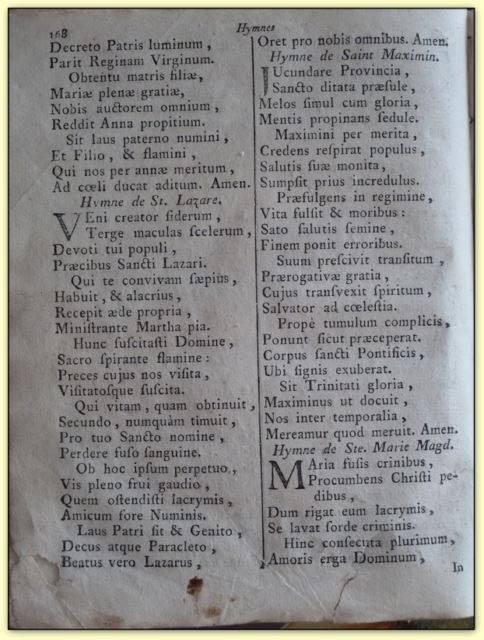 168
Hymnes
Decreto Patris luminum,
Parit Reginam Virginum.
Obtentu matris filiæ,
Mariæ plenæ gratiæ,
Nobis auctorem omnium,
Reddit Anna propitium.
Sit laus paterno numini,
Et Filio, & flamini,
Qui nos per annæ meritum,
Ad cœli ducat aditum. Amen.
Hymne de St. Lazare.
VEni creator ſiderum,
Terge maculas ſcelerum,
Devoti tui populi,
Præcibus Sancti Lazari.
Qui te convivam ſæpius,
Habuit, & alacrius,
Recepit æde propria,
Miniſtrante Martha pia.
Hunc ſuſcitaſti Domine,
Sacro ſpirante flamine:
Preces cujus nos viſita,
Viſitatoſque ſuſcita.
Qui vitam, quam obtinuit,
Secundo, numquàm timuit,
Pro tuo Sancto nomine,
Perdere fuſo ſanguine.
Ob hoc ipſum perpetuo,
Vis pleno frui gaudio,
Quem oſtendiſti lacrymis,
Amicum fore Numinis.
Laus Patri ſit & Genito,
Decus atque Paracleto,
Beatus vero Lazarus,
Oret pro nobis omnibus. Amen.
Hymne de Saint Maximin.
JUcundare Provincia,
Sancto ditata præſule,
Melos ſimul cum gloria,
Mentis propinans ſedule.
Maximini per merita,
Credens reſpirat populus,
Salutis ſuæ monita,
Sumpſit prius incredulus.
Præfulgens in regimine,
Vita fulſit & moribus:
Sato ſalutis ſemine,
Finem ponit erroribus.
Suum preſcivit tranſitum,
Prærogativæ gratia,
Cujus tranſvexit ſpiritum,
Salvator ad cœleſtia.
Propè tumulum complicis,
Ponunt ſicut præceperat.
Corpus ſancti Pontificis,
Ubi ſignis exuberat.
Sit Trinitati gloria,
Maximinus ut docuit,
Nos inter temporalia,
Mereamur quod meruit. Amen.
Hymne de Ste. Marie Magd.
MAria fuſis crinibus,
Procumbens Chriſti pe-
dibus,
Dum rigat eum lacrymis,
Se lavat ſorde criminis.
Hinc conſecuta plurimum,
Amoris erga Dominum,
In